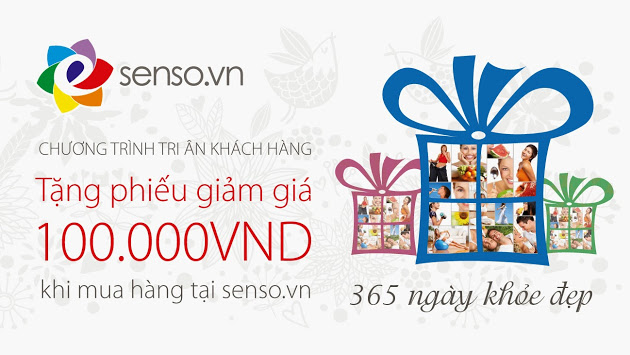 e senso.vn
CHƯƠNG TRÌNH TRI ÂN KHÁCH HÀNG
Tặng phiếu giảm giá
100.000VND
khi mua hàng tại senso.vn
365 ngày khỏe đẹp